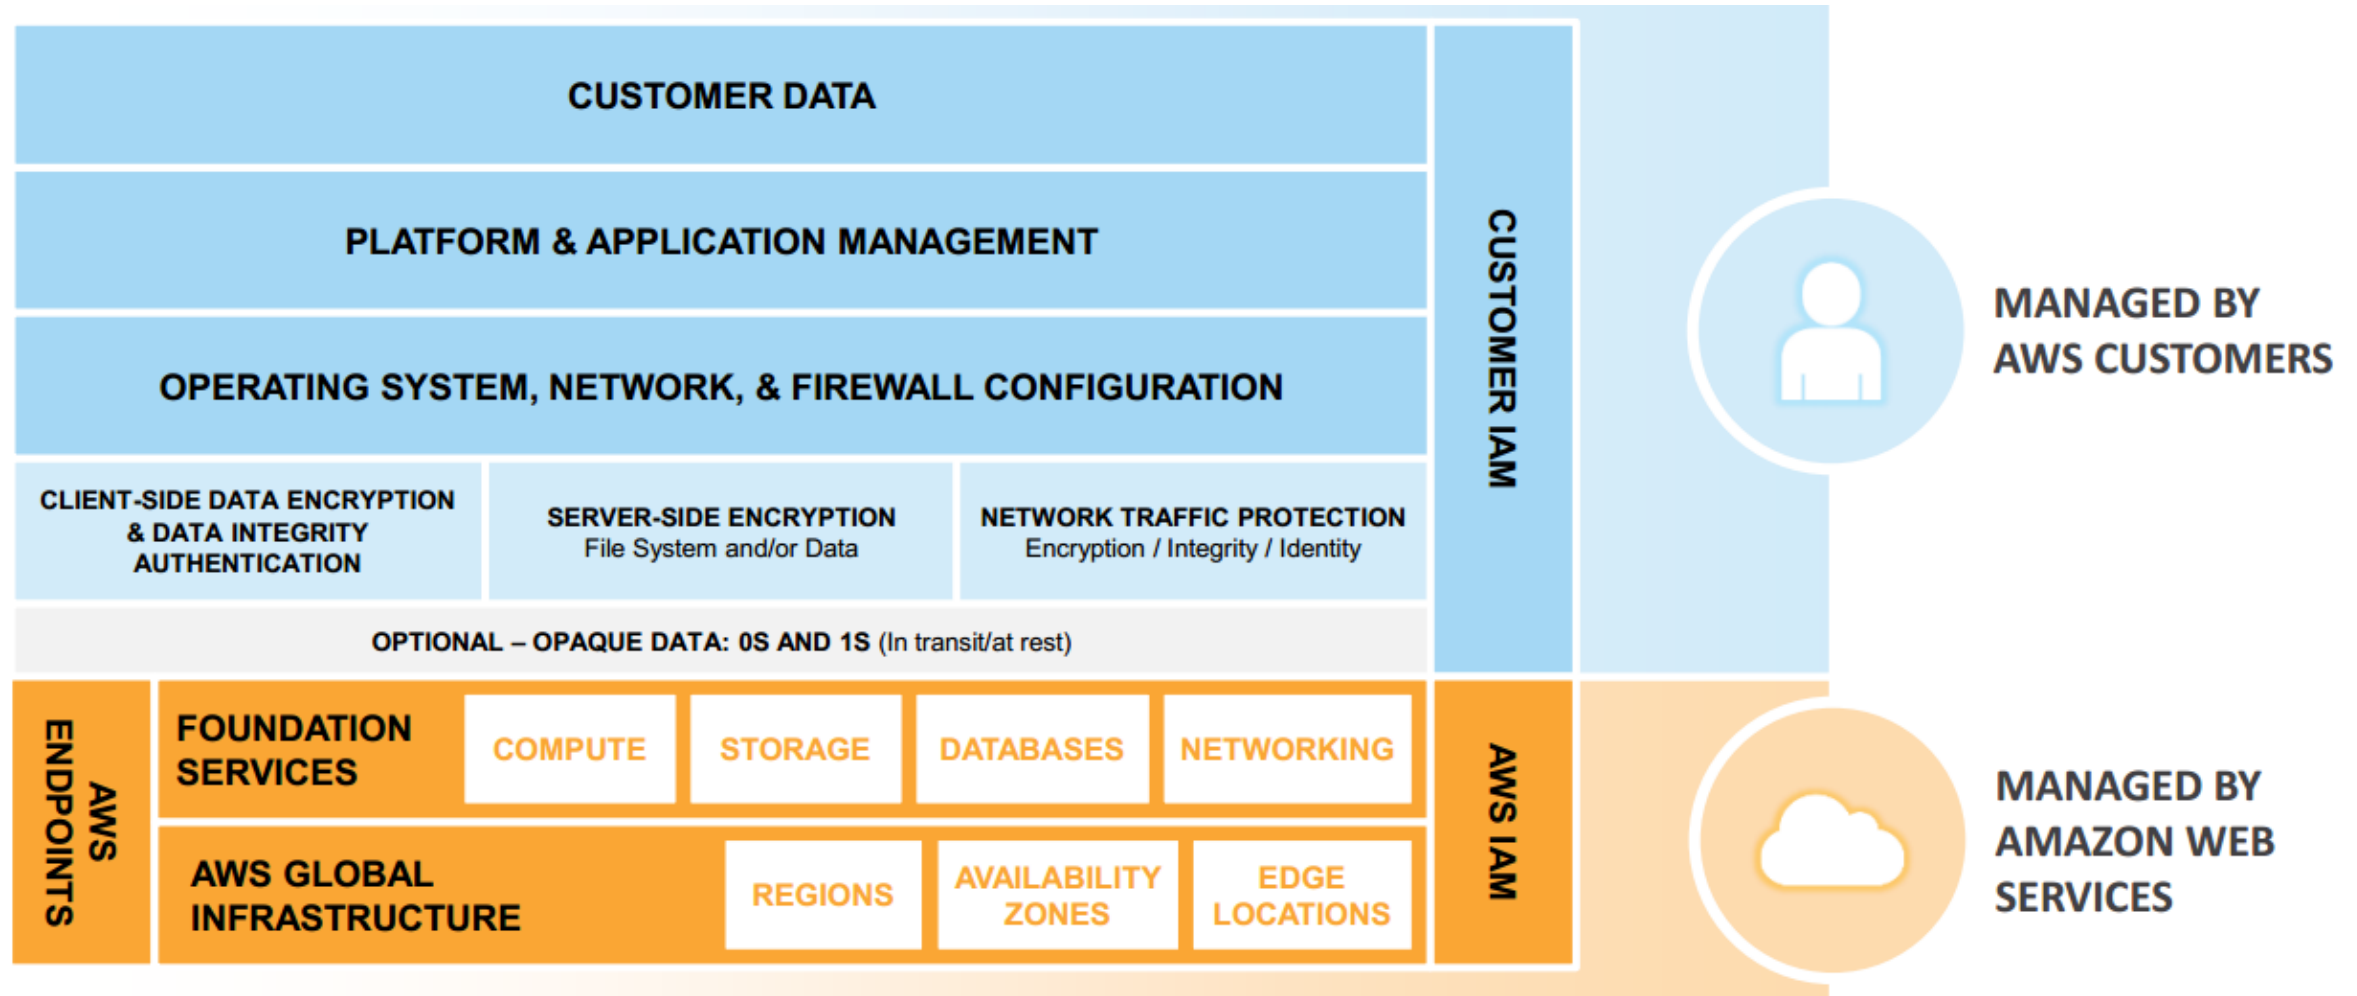 CUSTOMER DATA
PLATFORM & APPLICATION MANAGEMENT
OPERATING SYSTEM, NETWORK, & FIREWALL CONFIGURATION
CLIENT-SIDE DATA ENCRYPTION
& DATA INTEGRITY
AUTHENTICATION
SERVER-SIDE ENCRYPTION
File System and/or Data
NETWORK TRAFFIC PROTECTION
Encryption / Integrity / Identity
OPTIONAL – OPAQUE DATA: 0S AND 1S (In transit/at rest)
CUSTOMER IAM
MANAGED BY
AWS CUSTOMERS
AWS
ENDPOINTS
FOUNDATION
SERVICES
COMPUTE
STORAGE
DATABASES
NETWORKING
AWS GLOBAL
INFRASTRUCTURE
REGIONS
AVAILABILITY
ZONES
EDGE
LOCATIONS
AWS IAM
MANAGED BY
AMAZON WEB
SERVICES